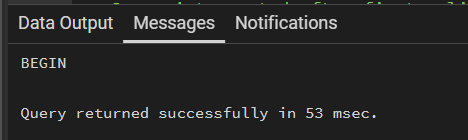 Data Output Messages Notifications
BEGIN
Query returned successfully in 53 msec.